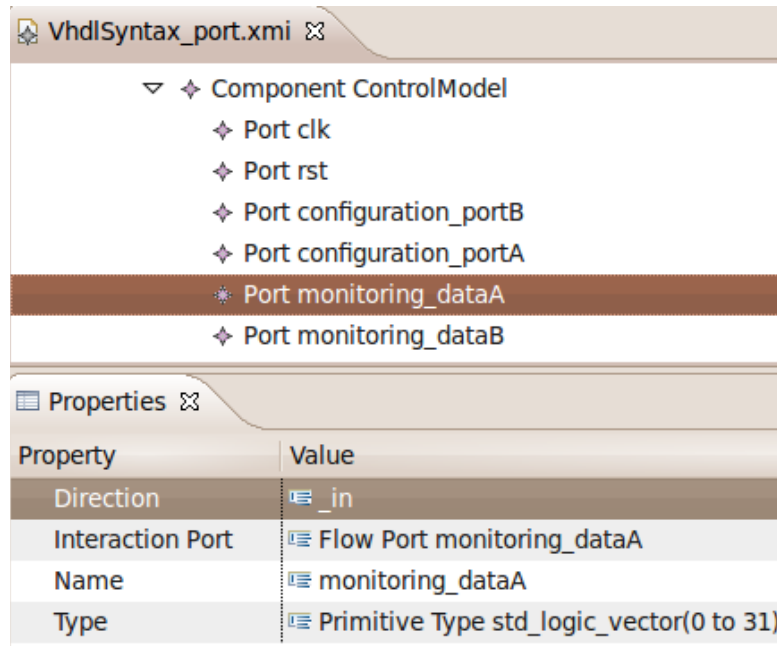 VhdlSyntax_port.xmi
Component ControlModel
Port clk
Port rst
Port configuration_portB
Port configuration_portA
Port monitoring_dataA
Port monitoring_dataB
Properties
Property Value
Direction _in
Interaction Port Flow Port monitoring_dataA
Name monitoring_dataA
Type Primitive Type std_logic_vector(0 to 31)